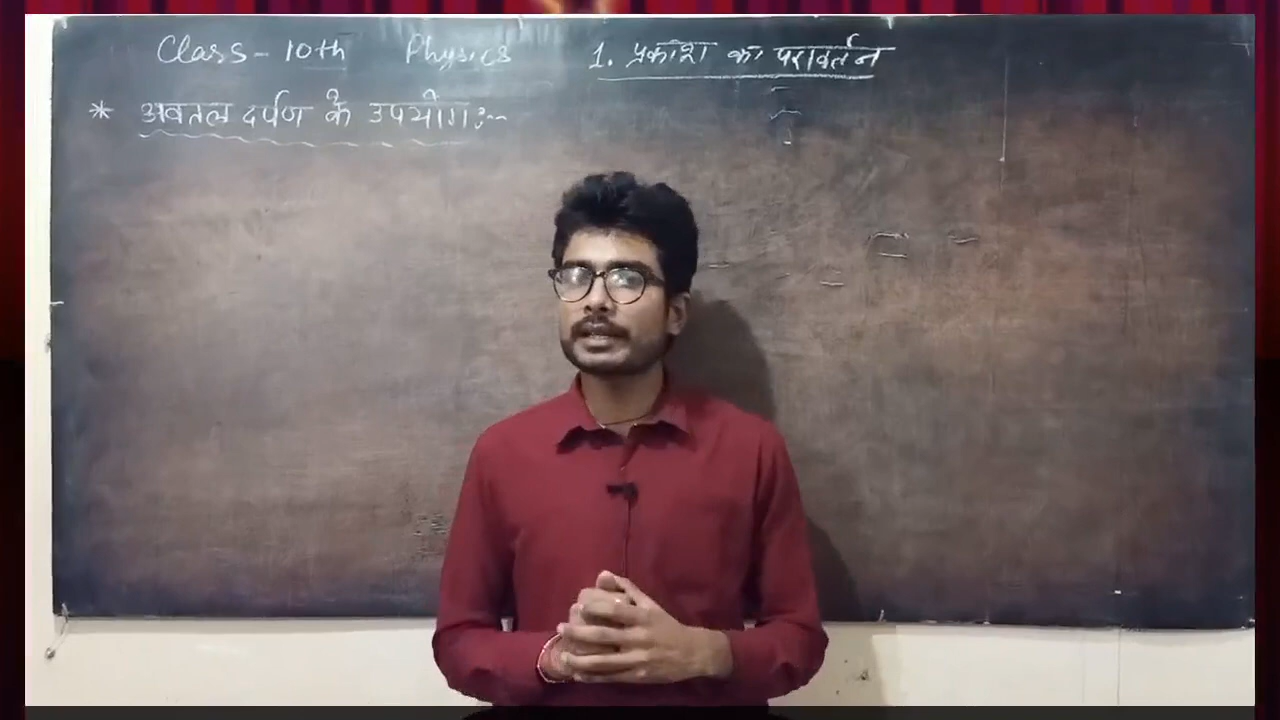 Class - 10th Physics 1. प्रकाश का परावर्तन
* अवतल दर्पण के उपयोग:--